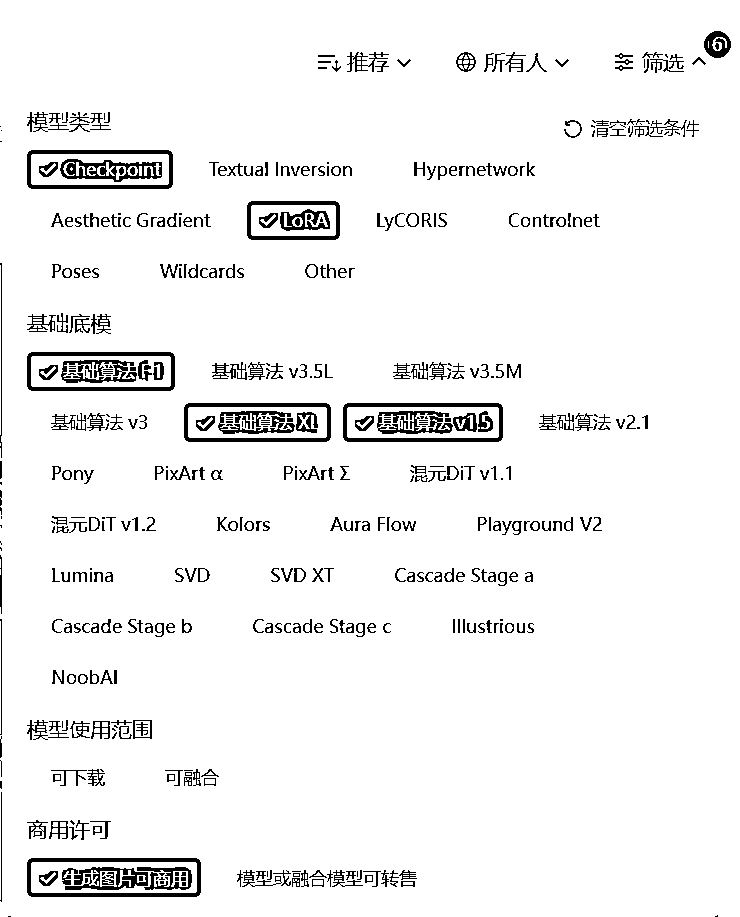 6
推荐 所有人 筛选
模型类型 清空筛选条件
Checkpoint Textual Inversion Hypernetwork
Aesthetic Gradient LoRA LyCORIS Controlnet
Poses Wildcards Other
基础底模
基础算法 F.1 基础算法 v3.5L 基础算法 v3.5M
基础算法 v3 基础算法 XL 基础算法 v1.5 基础算法 v2.1
Pony PixArt α PixArt Σ 混元DiT v1.1
混元DiT v1.2 Kolors Aura Flow Playground V2
Lumina SVD SVD XT Cascade Stage a
Cascade Stage b Cascade Stage c Illustrious
NoobAI
模型使用范围
可下载 可融合
商用许可
生成图片可商用 模型或融合模型可转售